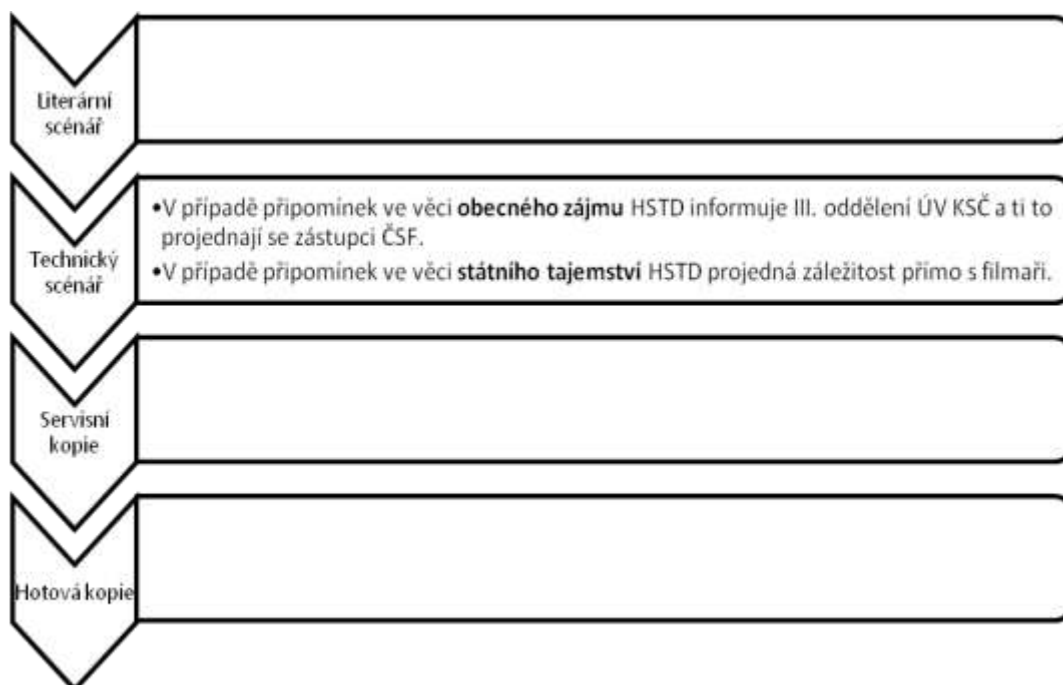 Literární
scénář
Technický
scénář
•V případě připomínek ve věci obecného zájmu HSTD informuje III. oddělení ÚV KSČ a ti to
projednají se zástupci ČSF.
•V případě připomínek ve věci státního tajemství HSTD projedná záležitost přímo s filmaři.
Servisní
kopie
Hotová kopie